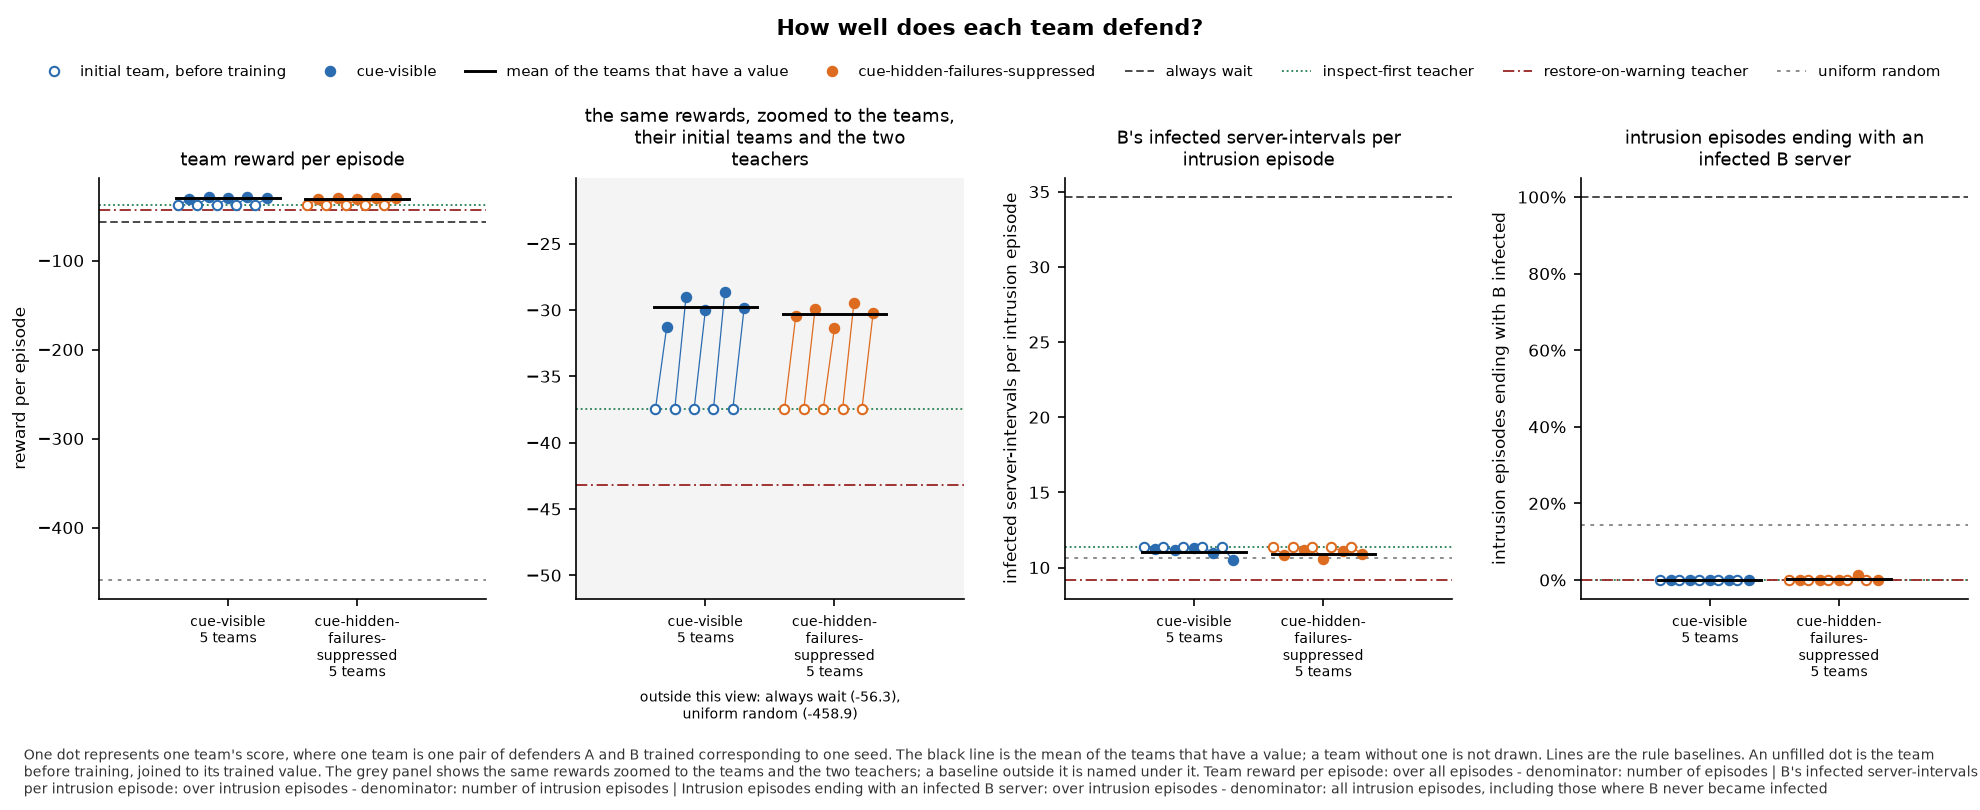 How well does each team defend?
initial team, before training
cue-visible
mean of the teams that have a value
cue-hidden-failures-suppressed
always wait
inspect-first teacher
restore-on-warning teacher
uniform random
team reward per episode
reward per episode
−100
−200
−300
−400
cue-visible
5 teams
cue-hidden-
failures-
suppressed
5 teams
the same rewards, zoomed to the teams,
their initial teams and the two
teachers
−25
−30
−35
−40
−45
−50
cue-visible
5 teams
cue-hidden-
failures-
suppressed
5 teams
outside this view: always wait (-56.3),
uniform random (-458.9)
B's infected server-intervals per
intrusion episode
infected server-intervals per intrusion episode
35
30
25
20
15
10
cue-visible
5 teams
cue-hidden-
failures-
suppressed
5 teams
intrusion episodes ending with an
infected B server
intrusion episodes ending with B infected
100%
80%
60%
40%
20%
0%
cue-visible
5 teams
cue-hidden-
failures-
suppressed
5 teams
One dot represents one team's score, where one team is one pair of defenders A and B trained corresponding to one seed. The black line is the mean of the teams that have a value; a team without one is not drawn. Lines are the rule baselines. An unfilled dot is the team
before training, joined to its trained value. The grey panel shows the same rewards zoomed to the teams and the two teachers; a baseline outside it is named under it. Team reward per episode: over all episodes - denominator: number of episodes | B's infected server-intervals
per intrusion episode: over intrusion episodes - denominator: number of intrusion episodes | Intrusion episodes ending with an infected B server: over intrusion episodes - denominator: all intrusion episodes, including those where B never became infected